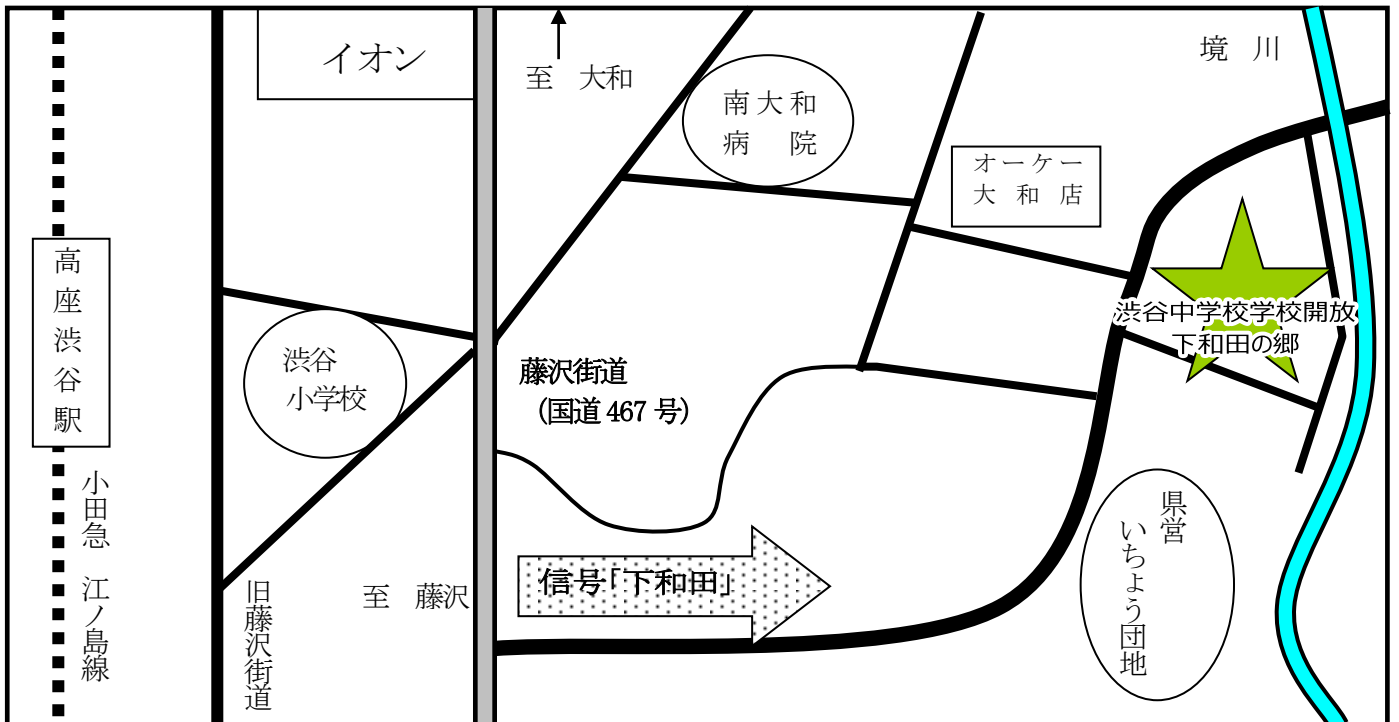 イオン
至 大和
境 川
南大和
病 院
オーケー
大 和 店
高座渋谷駅
渋谷中学校学校開放
下和田の郷
渋谷
小学校
藤沢街道
（国道 467 号）
小田急 江ノ島線
県営
いちょう団地
信号「下和田」
至 藤沢
旧藤沢街道